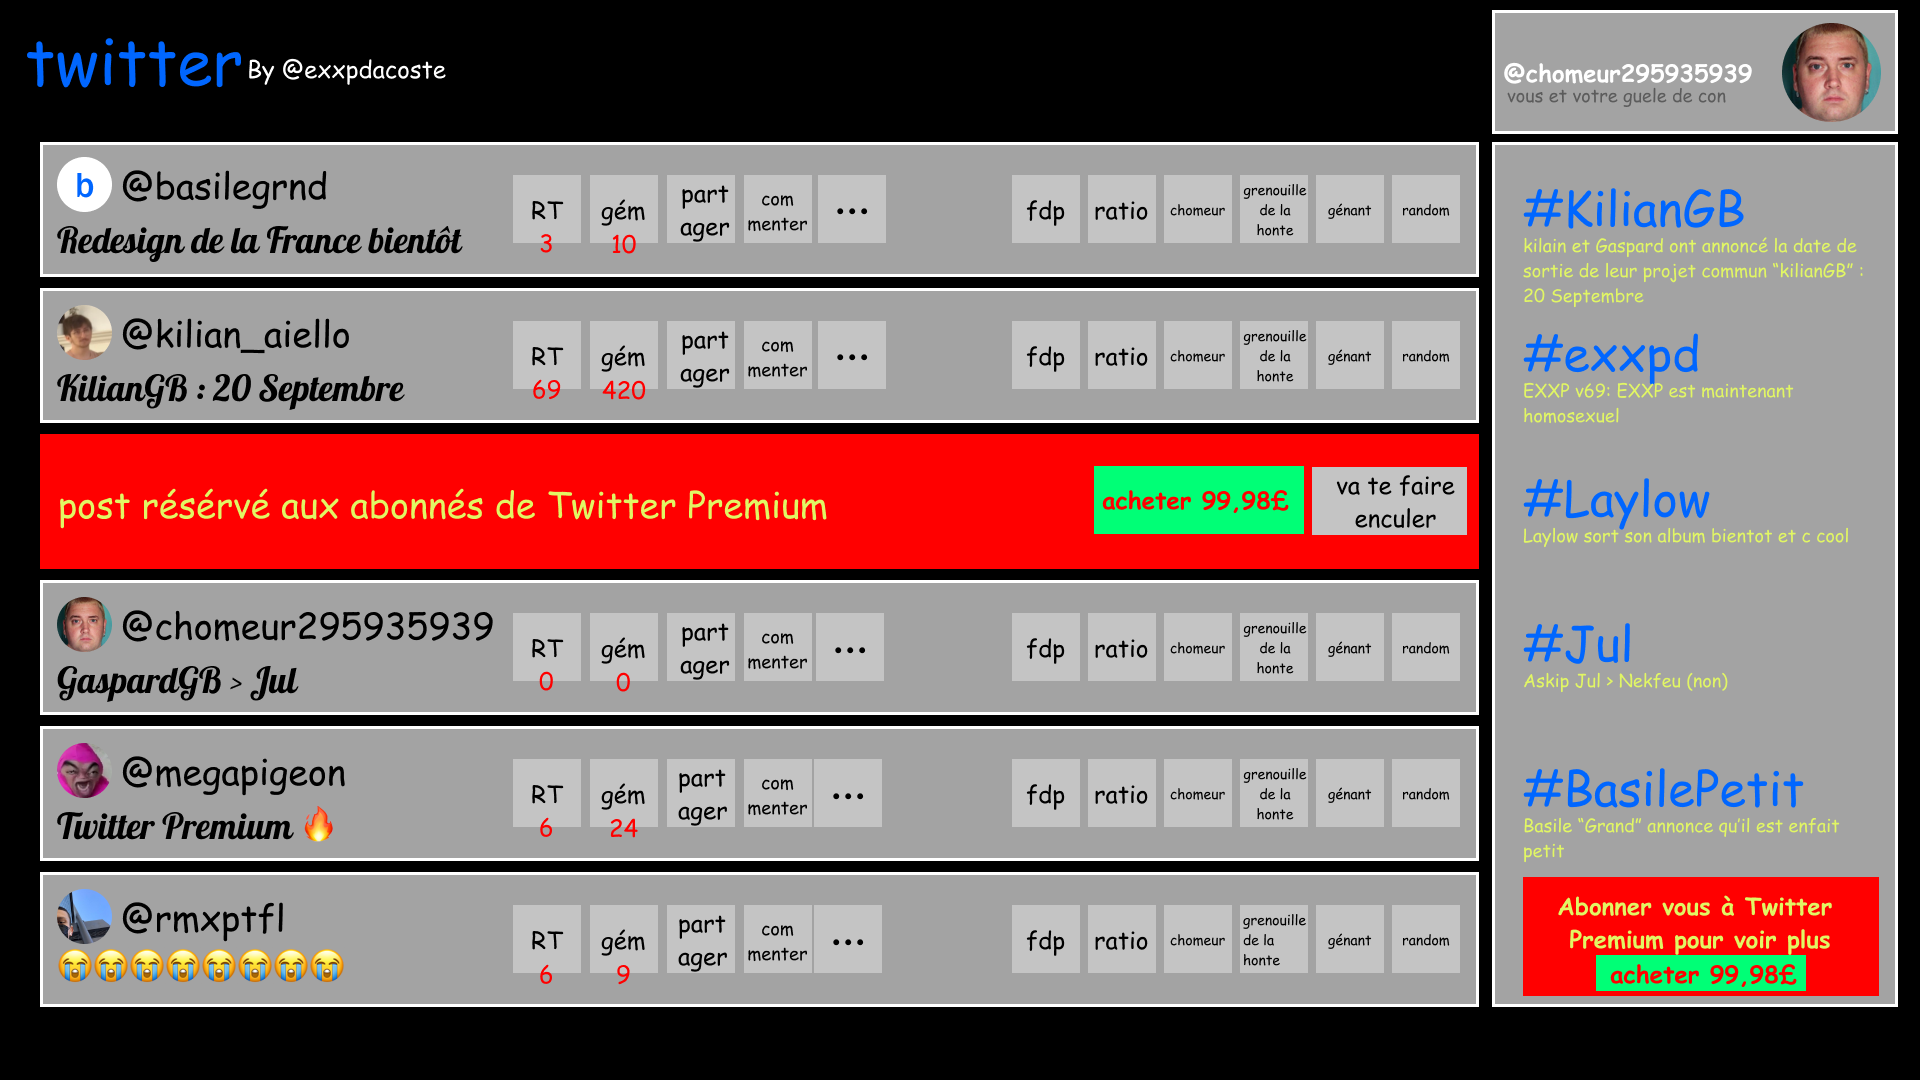 twitter By @exxpdacoste
@chomeur295935939
vous et votre guele de con
b @basilegrnd
Redesign de la France bientôt
RT
3
gém
10
part
ager
com
menter
...
fdp
ratio
chomeur
grenouille
de la
honte
génant
random
@kilian_aiello
KilianGB : 20 Septembre
RT
69
gém
420
part
ager
com
menter
...
fdp
ratio
chomeur
grenouille
de la
honte
génant
random
post résérvé aux abonnés de Twitter Premium
acheter 99,98£
va te faire
enculer
@chomeur295935939
GaspardGB > Jul
RT
0
gém
0
part
ager
com
menter
...
fdp
ratio
chomeur
grenouille
de la
honte
génant
random
@megapigeon
Twitter Premium 🔥
RT
6
gém
24
part
ager
com
menter
...
fdp
ratio
chomeur
grenouille
de la
honte
génant
random
@rmxptfl
😭😭😭😭😭😭😭😭
RT
6
gém
9
part
ager
com
menter
...
fdp
ratio
chomeur
grenouille
de la
honte
génant
random
#KilianGB
kilain et Gaspard ont annoncé la date de
sortie de leur projet commun “kilianGB” :
20 Septembre
#exxpd
EXXP v69: EXXP est maintenant
homosexuel
#Laylow
Laylow sort son album bientot et c cool
#Jul
Askip Jul > Nekfeu (non)
#BasilePetit
Basile “Grand” annonce qu’il est enfait
petit
Abonner vous à Twitter
Premium pour voir plus
acheter 99,98£